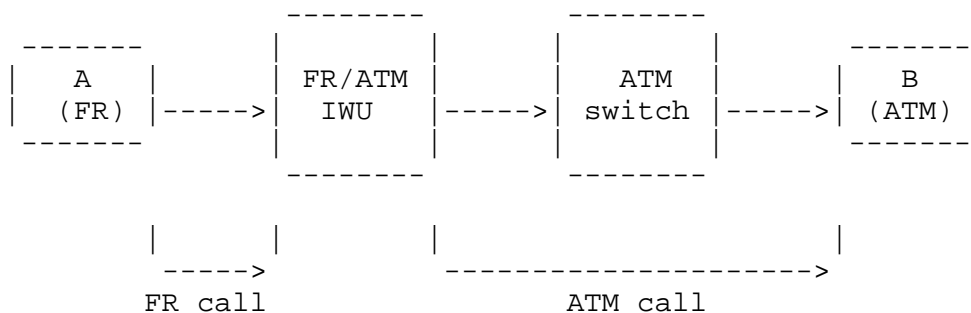 A FR/ATM ATM B
(FR) IWU switch (ATM)
FR call ATM call